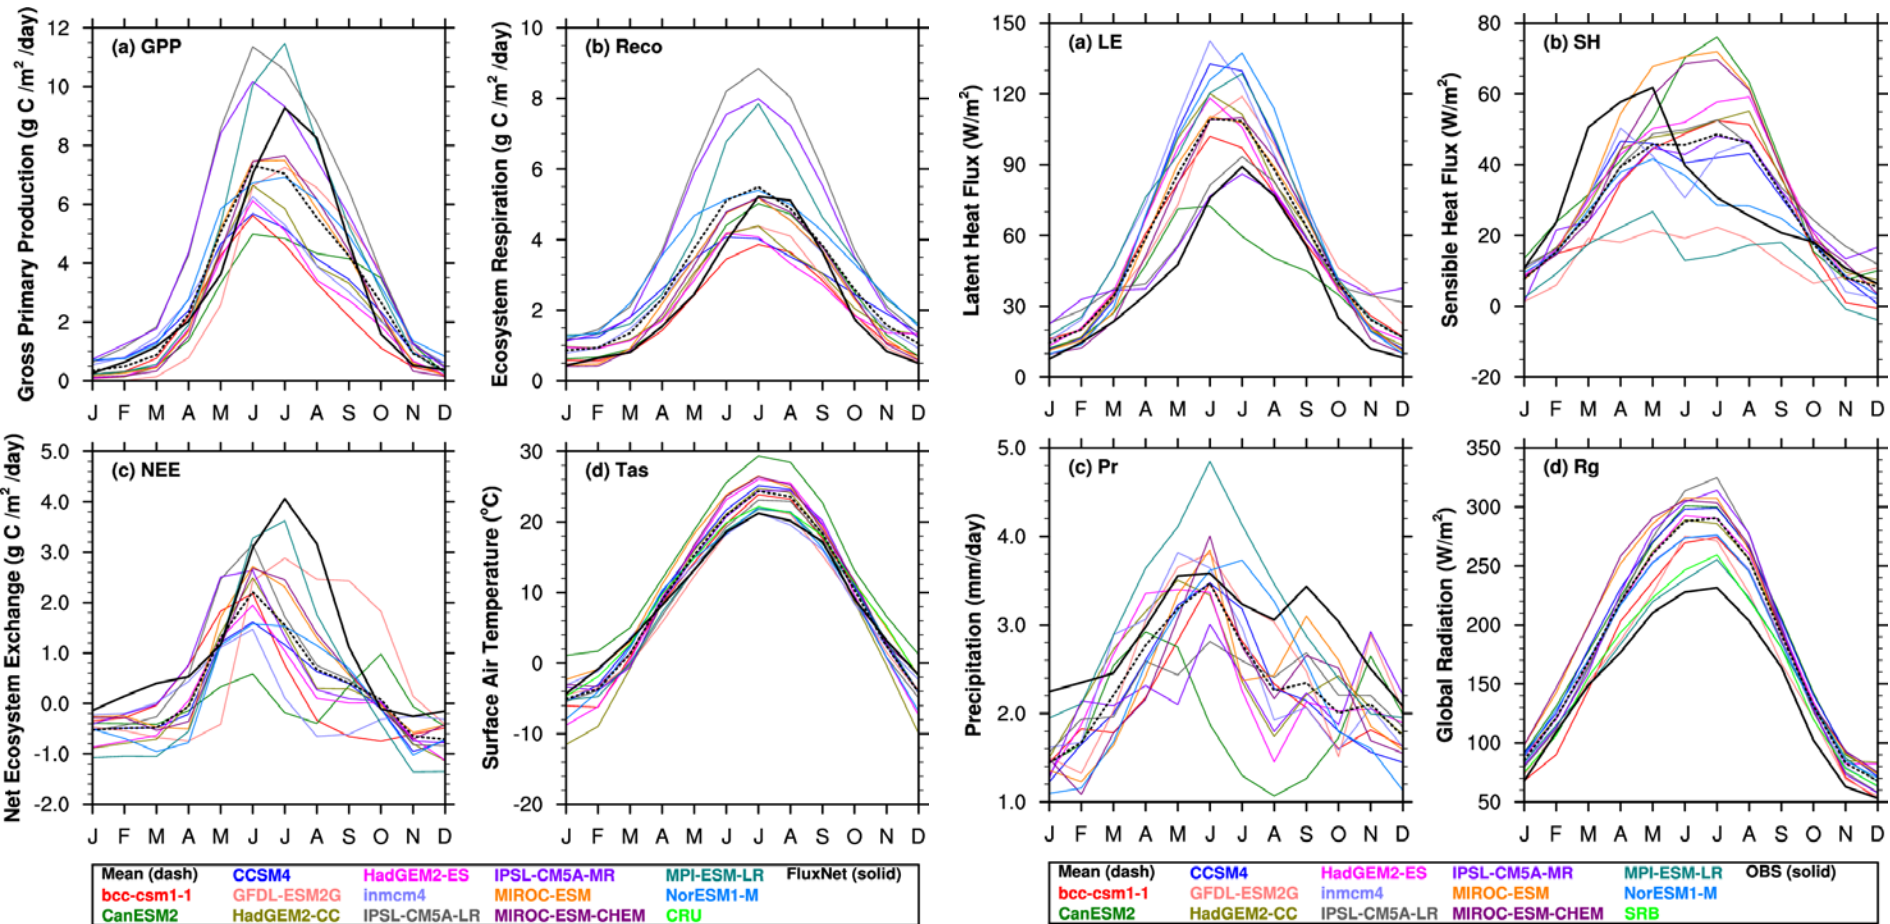 (a) GPP
Gross Primary Production (g C /m² /day)
12
10
8
6
4
2
0
J F M A M J J A S O N D
(b) Reco
Ecosystem Respiration (g C /m² /day)
10
8
6
4
2
0
J F M A M J J A S O N D
(a) LE
Latent Heat Flux (W/m²)
150
120
90
60
30
0
J F M A M J J A S O N D
(b) SH
Sensible Heat Flux (W/m²)
80
60
40
20
0
-20
J F M A M J J A S O N D
(c) NEE
Net Ecosystem Exchange (g C /m² /day)
5.0
4.0
3.0
2.0
1.0
0.0
-1.0
-2.0
J F M A M J J A S O N D
(d) Tas
Surface Air Temperature (°C)
30
20
10
0
-10
-20
J F M A M J J A S O N D
(c) Pr
Precipitation (mm/day)
5.0
4.0
3.0
2.0
1.0
J F M A M J J A S O N D
(d) Rg
Global Radiation (W/m²)
350
300
250
200
150
100
50
J F M A M J J A S O N D
Mean (dash) CCSM4 HadGEM2-ES IPSL-CM5A-MR MPI-ESM-LR FluxNet (solid)
bcc-csm1-1 GFDL-ESM2G inmcm4 MIROC-ESM NorESM1-M
CanESM2 HadGEM2-CC IPSL-CM5A-LR MIROC-ESM-CHEM CRU
Mean (dash) CCSM4 HadGEM2-ES IPSL-CM5A-MR MPI-ESM-LR OBS (solid)
bcc-csm1-1 GFDL-ESM2G inmcm4 MIROC-ESM NorESM1-M
CanESM2 HadGEM2-CC IPSL-CM5A-LR MIROC-ESM-CHEM SRB